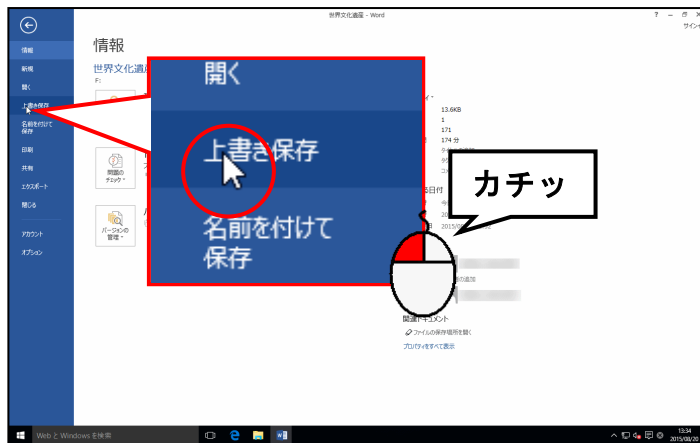 世界文化遺産 - Word
?
サインイ
情報
情報
新規
開く
上書き保存
名前を付けて
保存
印刷
共有
エクスポート
閉じる
アカウント
オプション
世界文化遺産
F:
問題の
チェック
バージョンの
管理
開く
上書き保存
名前を付けて
保存
カチッ
13.6KB
1
171
174 分
関連ドキュメント
ファイルの保存場所を開く
プロパティをすべて表示
Web と Windows を検索
13:34